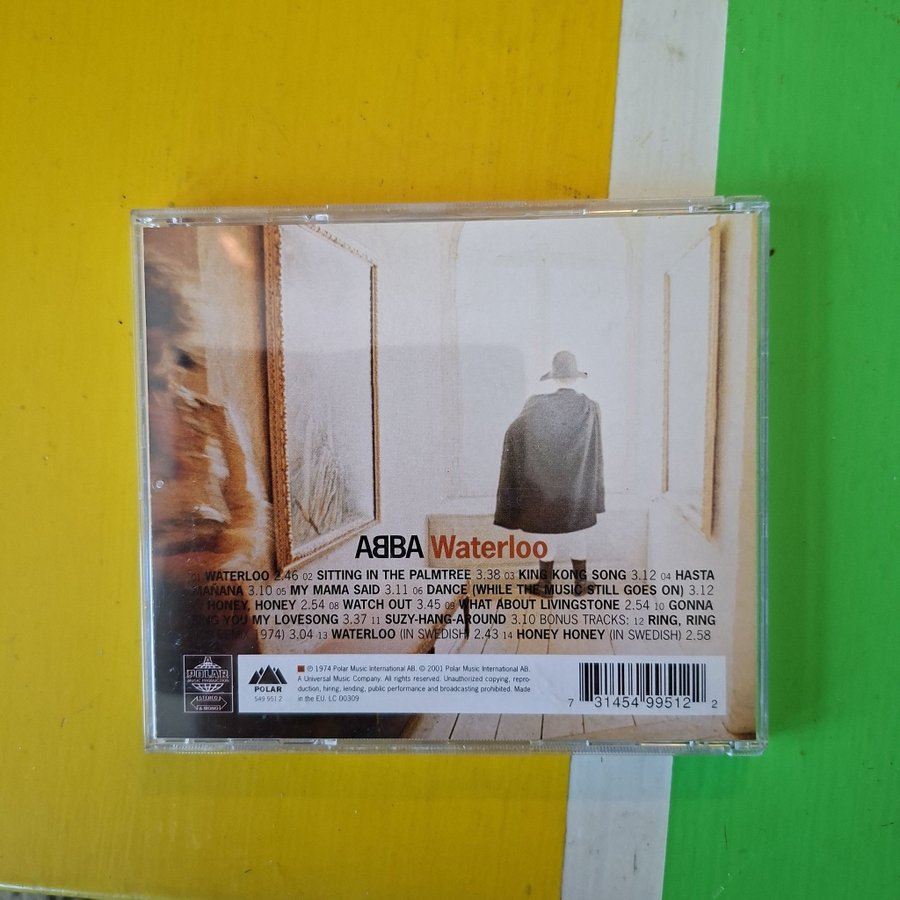 ABBA Waterloo
01 WATERLOO 2.46 02 SITTING IN THE PALMTREE 3.38 03 KING KONG SONG 3.12 04 HASTA
MAÑANA 3.10 05 MY MAMA SAID 3.11 06 DANCE (WHILE THE MUSIC STILL GOES ON) 3.12
HONEY, HONEY 2.54 08 WATCH OUT 3.45 09 WHAT ABOUT LIVINGSTONE 2.54 10 GONNA
SING YOU MY LOVESONG 3.37 11 SUZY-HANG-AROUND 3.10 BONUS TRACKS: 12 RING, RING
1974) 3.04 13 WATERLOO (IN SWEDISH) 2.43 14 HONEY HONEY (IN SWEDISH) 2.58
POLAR
MUSIC PRODUCTION
STEREO
& MONO
POLAR
549 951 2
℗ 1974 Polar Music International AB. © 2001 Polar Music International AB.
A Universal Music Company. All rights reserved. Unauthorized copying, repro-
duction, hiring, lending, public performance and broadcasting prohibited. Made
in the EU. LC 00309
7 31454 99512 2